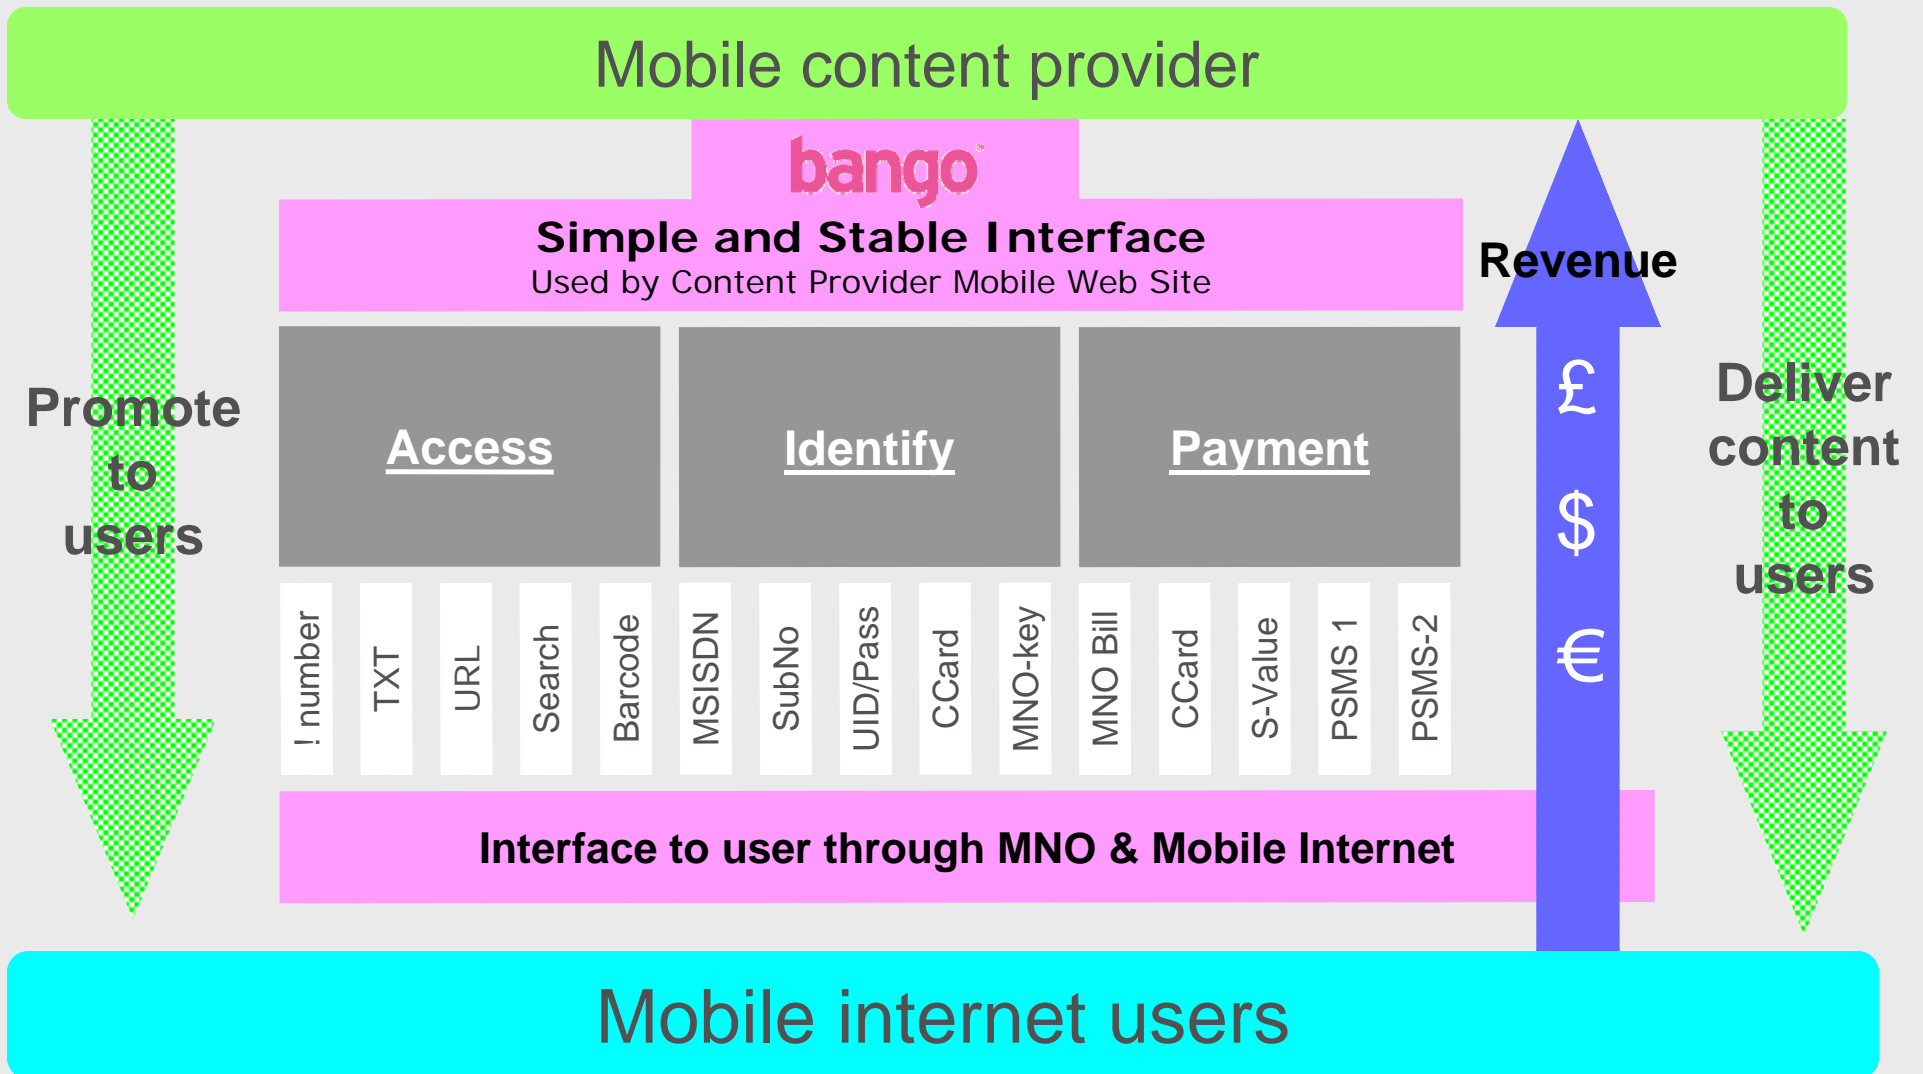 Mobile content provider
bango
Simple and Stable Interface
Used by Content Provider Mobile Web Site
Revenue
Promote
to
users
Access
Identify
Payment
£
$
€
Deliver
content
to
users
! number
TXT
URL
Search
Barcode
MSISDN
SubNo
UID/Pass
CCard
MNO-key
MNO Bill
CCard
S-Value
PSMS 1
PSMS-2
Interface to user through MNO & Mobile Internet
Mobile internet users